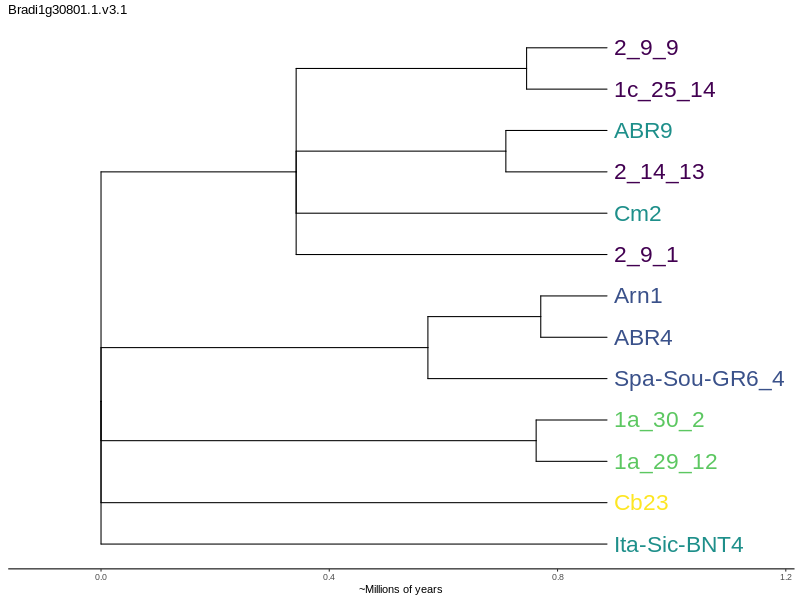 Bradi1g30801.1.v3.1
2_9_9
1c_25_14
ABR9
2_14_13
Cm2
2_9_1
Arn1
ABR4
Spa-Sou-GR6_4
1a_30_2
1a_29_12
Cb23
Ita-Sic-BNT4
0.0 0.4 0.8 1.2
~Millions of years